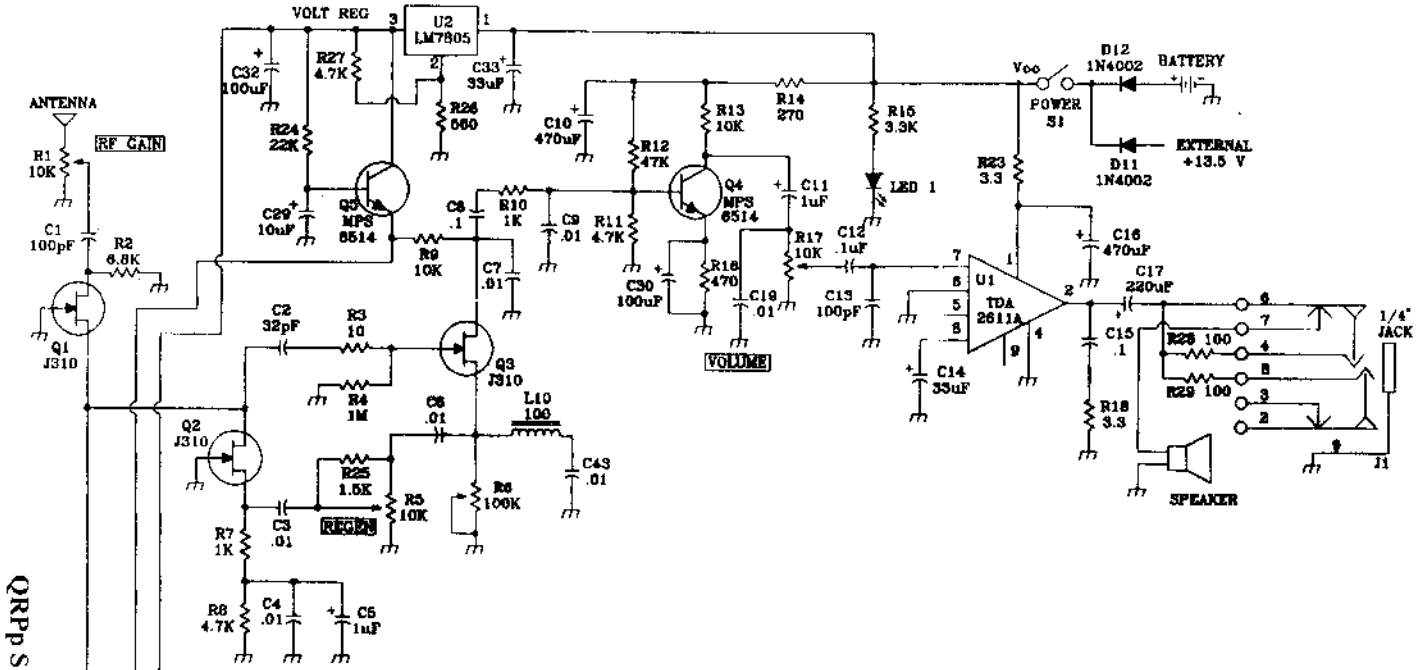 VOLT REG
3
U2
LM7805
1
2
C32
100uF
R27
4.7K
C33
33uF
R26
560
R24
22K
ANTENNA
RF GAIN
R1
10K
C1
100pF
R2
6.8K
Q1
J310
Q5
MPS
6514
C29
10uF
R9
10K
C8
.1
R10
1K
C9
.01
C7
.01
C10
470uF
R12
47K
R11
4.7K
R13
10K
R14
270
Q4
MPS
6514
C11
1uF
C30
100uF
R16
470
R17
10K
C19
.01
VOLUME
C12
.1uF
C13
100pF
R15
3.3K
LED 1
VDD
POWER
S1
D12
1N4002
BATTERY
D11
1N4002
EXTERNAL
+13.5 V
R23
3.3
C16
470uF
7
6
5
8
1
U1
TDA
2611A
2
4
9
C14
33uF
C17
220uF
C15
.1
R18
3.3
R28 100
R29 100
6
7
4
5
3
2
1/4"
JACK
J1
SPEAKER
C2
32pF
R3
10
R4
1M
Q3
J310
C6
.01
L10
100
C43
.01
Q2
J310
R25
1.5K
R5
10K
REGEN
R6
100K
C3
.01
R7
1K
R8
4.7K
C4
.01
C5
1uF
QRPp S